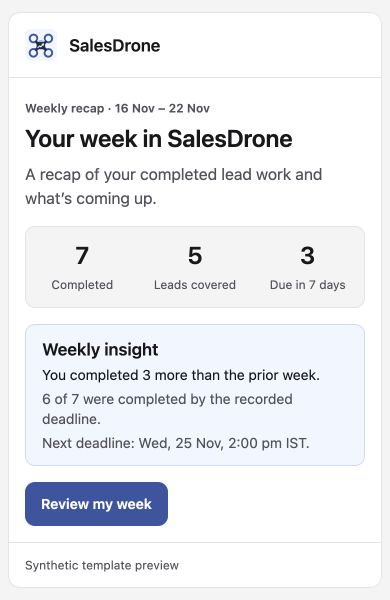 SalesDrone
Weekly recap · 16 Nov – 22 Nov
Your week in SalesDrone
A recap of your completed lead work and
what’s coming up.
7 5 3
Completed Leads covered Due in 7 days
Weekly insight
You completed 3 more than the prior week.
6 of 7 were completed by the recorded
deadline.
Next deadline: Wed, 25 Nov, 2:00 pm IST.
Review my week
Synthetic template preview